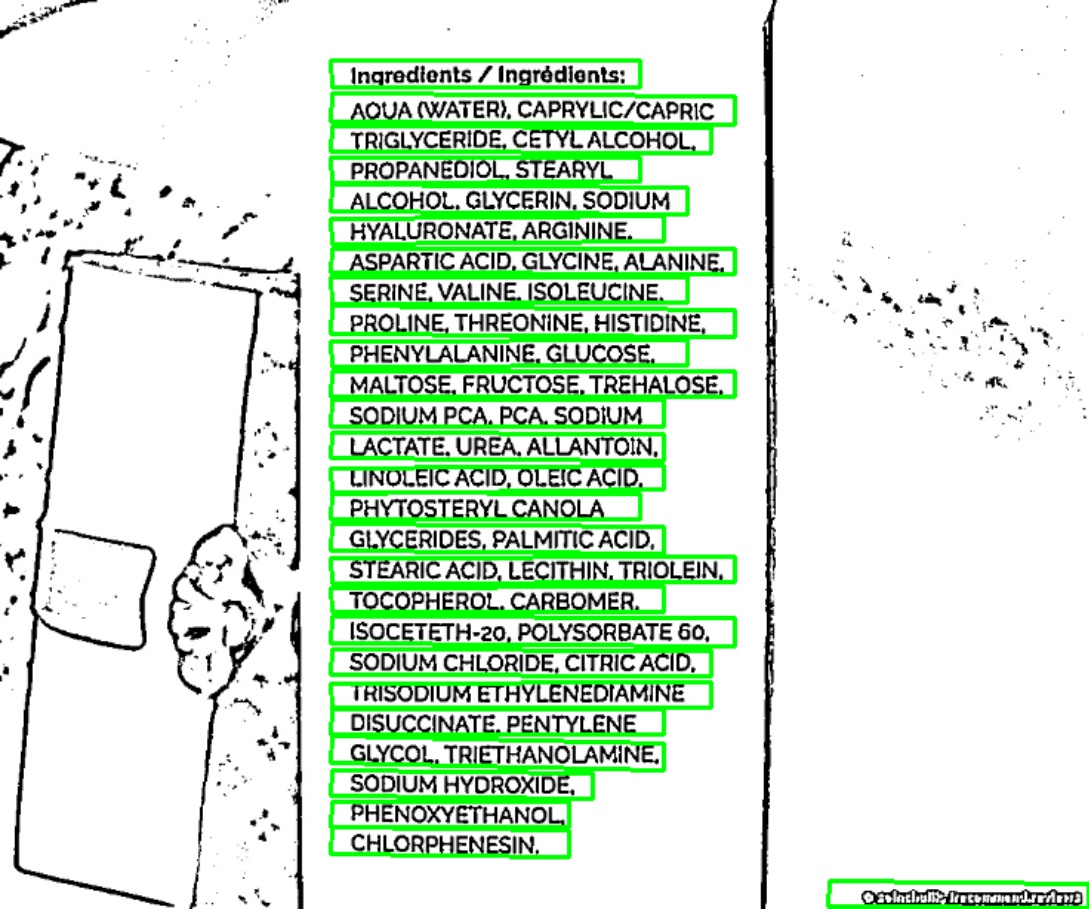 Ingredients / Ingrédients:
AQUA (WATER), CAPRYLIC/CAPRIC
TRIGLYCERIDE, CETYL ALCOHOL,
PROPANEDIOL, STEARYL
ALCOHOL, GLYCERIN, SODIUM
HYALURONATE, ARGININE,
ASPARTIC ACID, GLYCINE, ALANINE,
SERINE, VALINE, ISOLEUCINE,
PROLINE, THREONINE, HISTIDINE,
PHENYLALANINE, GLUCOSE,
MALTOSE, FRUCTOSE, TREHALOSE,
SODIUM PCA, PCA, SODIUM
LACTATE, UREA, ALLANTOIN,
LINOLEIC ACID, OLEIC ACID,
PHYTOSTERYL CANOLA
GLYCERIDES, PALMITIC ACID,
STEARIC ACID, LECITHIN, TRIOLEIN,
TOCOPHEROL, CARBOMER,
ISOCETETH-20, POLYSORBATE 60,
SODIUM CHLORIDE, CITRIC ACID,
TRISODIUM ETHYLENEDIAMINE
DISUCCINATE, PENTYLENE
GLYCOL, TRIETHANOLAMINE,
SODIUM HYDROXIDE,
PHENOXYETHANOL,
CHLORPHENESIN.